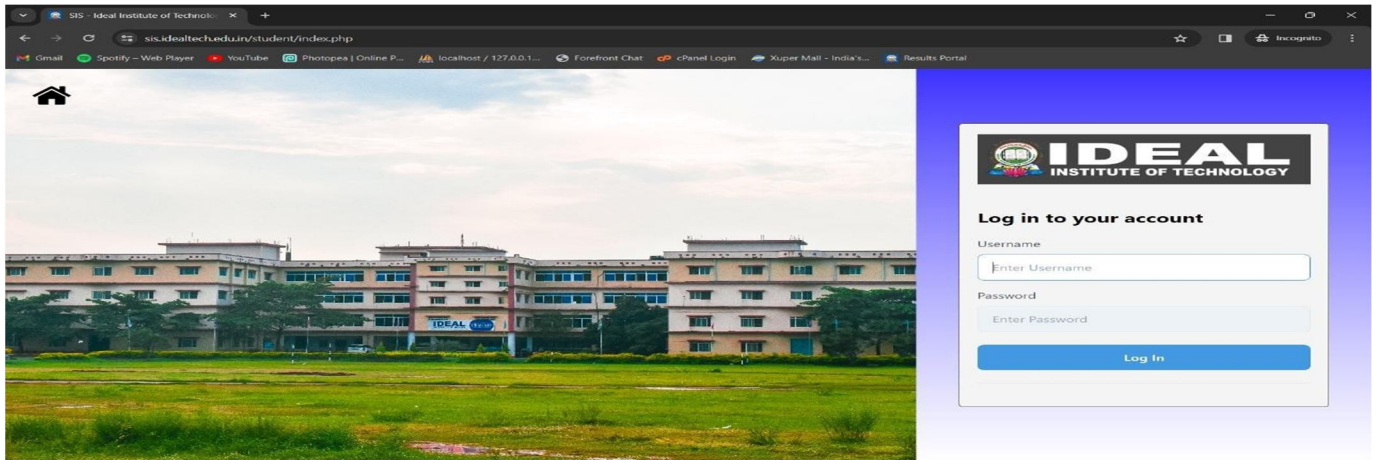 SIS - Ideal Institute of Technolo
sis.idealtech.edu.in/student/index.php
Incognito
Gmail
Spotify – Web Player
YouTube
Photopea | Online P...
localhost / 127.0.0.1...
Forefront Chat
cPanel Login
Xuper Mall - India's...
Results Portal
IDEAL
INSTITUTE OF TECHNOLOGY
Log in to your account
Username
Enter Username
Password
Enter Password
Log In
IDEAL